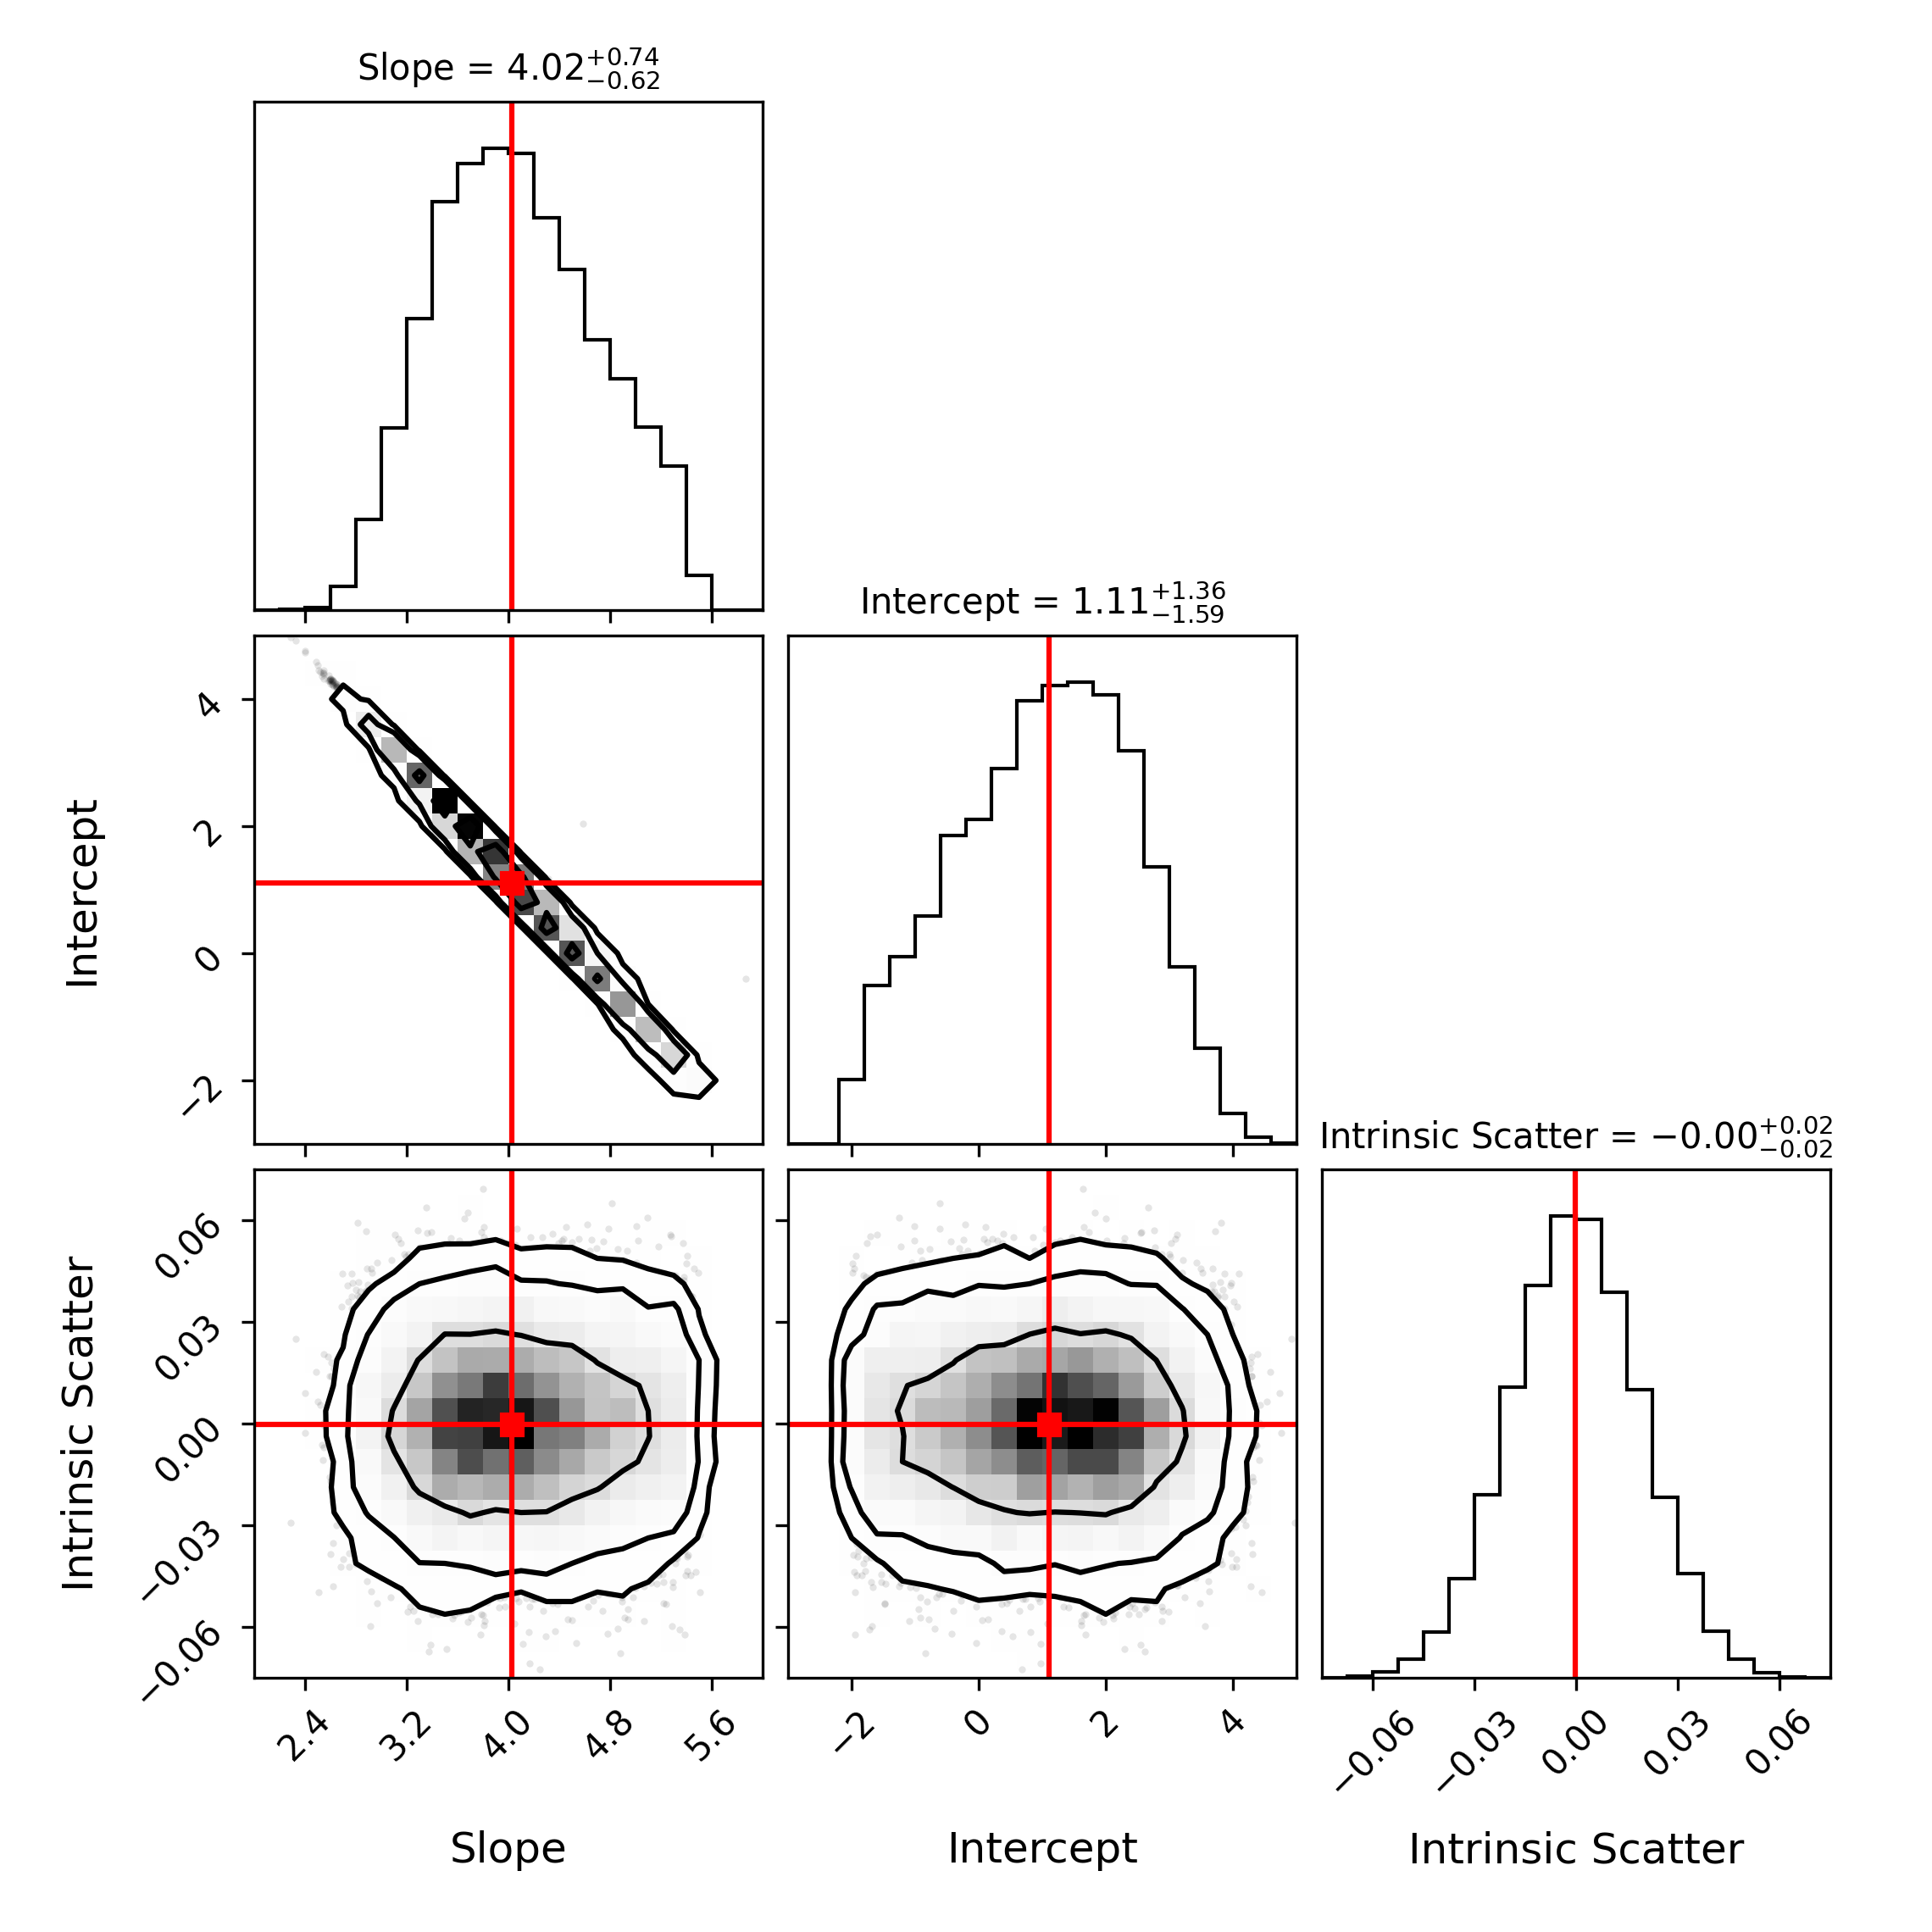 Slope = 4.02 +0.74 −0.62
Intercept = 1.11 +1.36 −1.59
Intercept
4
2
0
−2
Intrinsic Scatter = −0.00 +0.02 −0.02
Intrinsic Scatter
0.06
0.03
0.00
−0.03
−0.06
2.4 3.2 4.0 4.8 5.6 −2 0 2 4 −0.06 −0.03 0.00 0.03 0.06
Slope Intercept Intrinsic Scatter